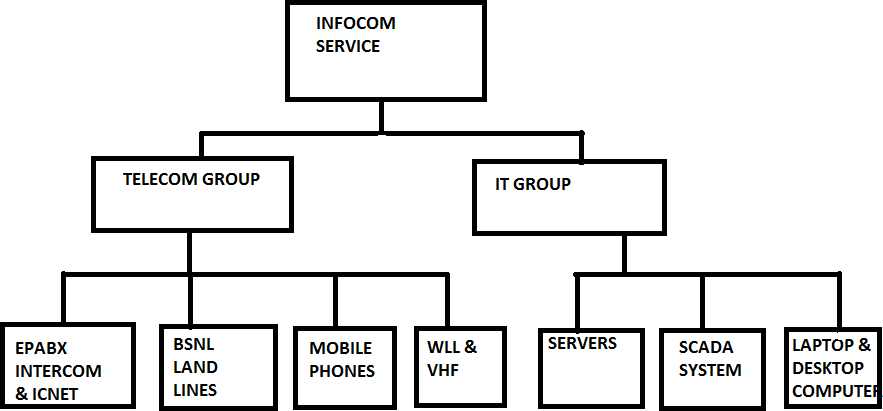 INFOCOM
SERVICE
TELECOM GROUP
IT GROUP
EPABX
INTERCOM
& ICNET
BSNL
LAND
LINES
MOBILE
PHONES
WLL &
VHF
SERVERS
SCADA
SYSTEM
LAPTOP &
DESKTOP
COMPUTER